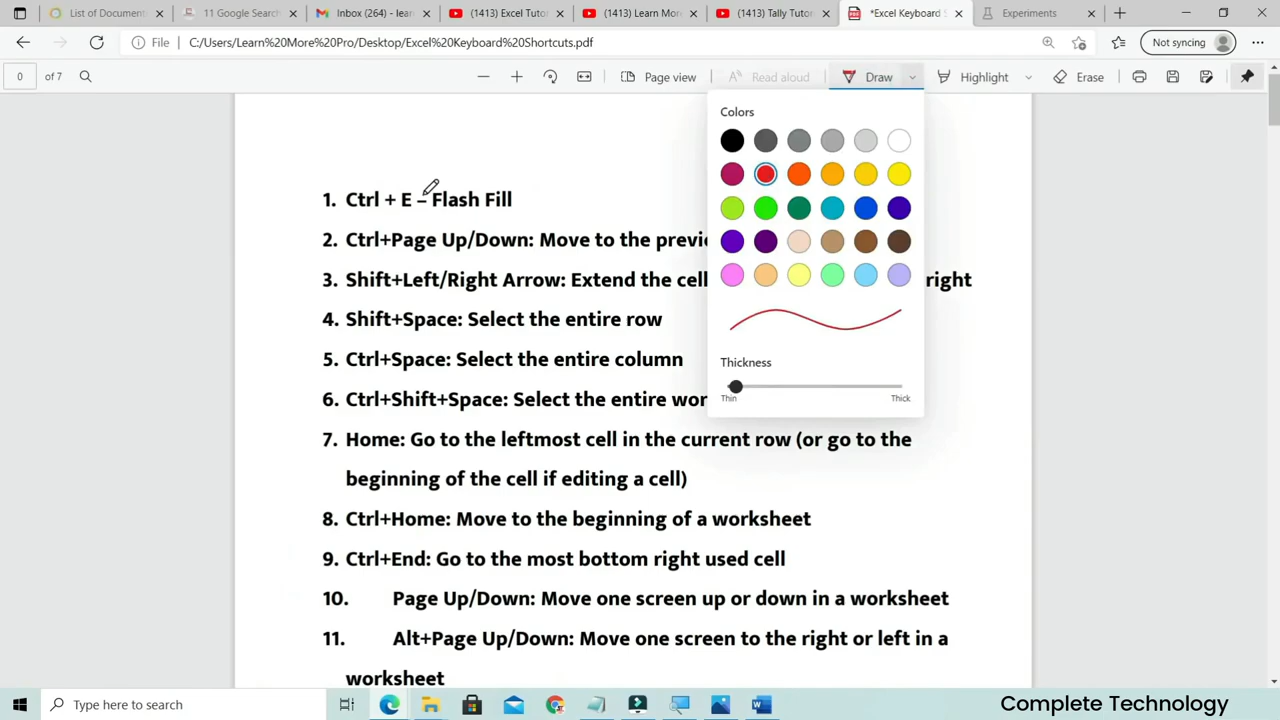 List of Document
11 Google Search
Inbox (264) - lear
(1413) Excel Tutor
(1413) Learn More
(1413) Tally Tutor
*Excel Keyboard S
Experiments
File
C:/Users/Learn%20More%20Pro/Desktop/Excel%20Keyboard%20Shortcuts.pdf
Not syncing
0 of 7
Page view
Read aloud
Draw
Highlight
Erase
Colors
Thickness
Thin
Thick
1. Ctrl + E – Flash Fill
2. Ctrl+Page Up/Down: Move to the previ
3. Shift+Left/Right Arrow: Extend the cell right
4. Shift+Space: Select the entire row
5. Ctrl+Space: Select the entire column
6. Ctrl+Shift+Space: Select the entire wor
7. Home: Go to the leftmost cell in the current row (or go to the
beginning of the cell if editing a cell)
8. Ctrl+Home: Move to the beginning of a worksheet
9. Ctrl+End: Go to the most bottom right used cell
10. Page Up/Down: Move one screen up or down in a worksheet
11. Alt+Page Up/Down: Move one screen to the right or left in a
worksheet
Type here to search
Complete Technology